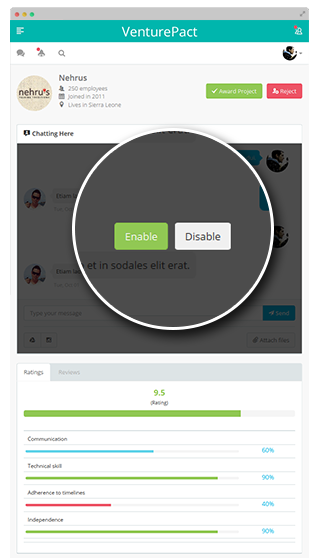 VenturePact
Nehrus
250 employees
Joined in 2011
Lives in Sierra Leone
nehru's
Award Project
Reject
Chatting Here
Enable
Disable
et in sodales elit erat.
Type your message
Send
Attach files
Ratings
Reviews
9.5
(Rating)
Communication
60%
Technical skill
90%
Adherence to timelines
40%
Independence
90%